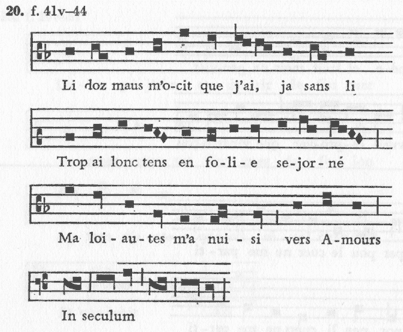 20. f. 41v–44
Li doz maus m'o-cit que j'ai, ja sans li
Trop ai lonc tens en fo-li-e se-jor-né
Ma loi-au-tes m'a nui-si vers A-mours
In seculum